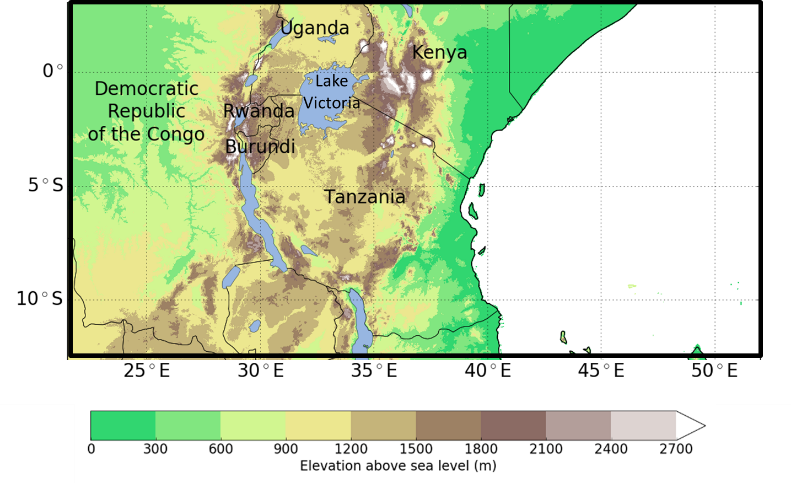 Uganda
Kenya
0°
Democratic
Republic
of the Congo
Lake
Victoria
Rwanda
Burundi
5°S
Tanzania
10°S
25°E 30°E 35°E 40°E 45°E 50°E
0 300 600 900 1200 1500 1800 2100 2400 2700
Elevation above sea level (m)